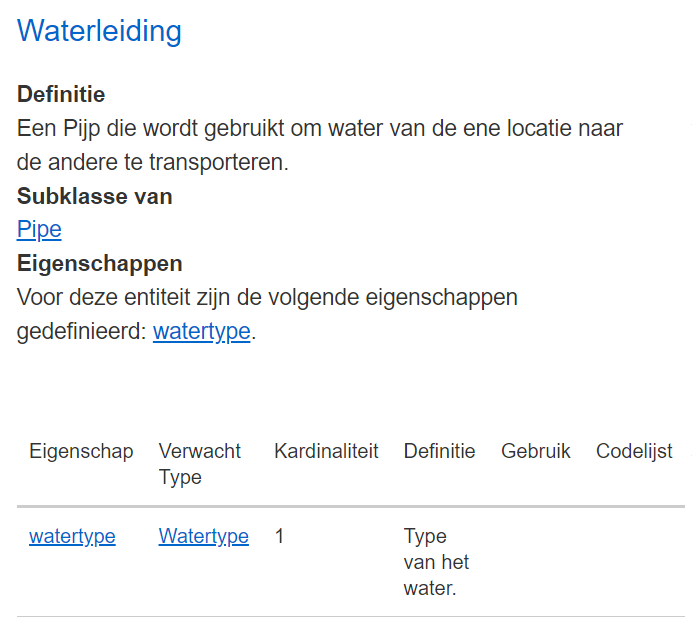 Waterleiding
Definitie
Een Pijp die wordt gebruikt om water van de ene locatie naar
de andere te transporteren.
Subklasse van
Pipe
Eigenschappen
Voor deze entiteit zijn de volgende eigenschappen
gedefinieerd: watertype.
Eigenschap Verwacht Type Kardinaliteit Definitie Gebruik Codelijst
watertype Watertype 1 Type
van het
water.